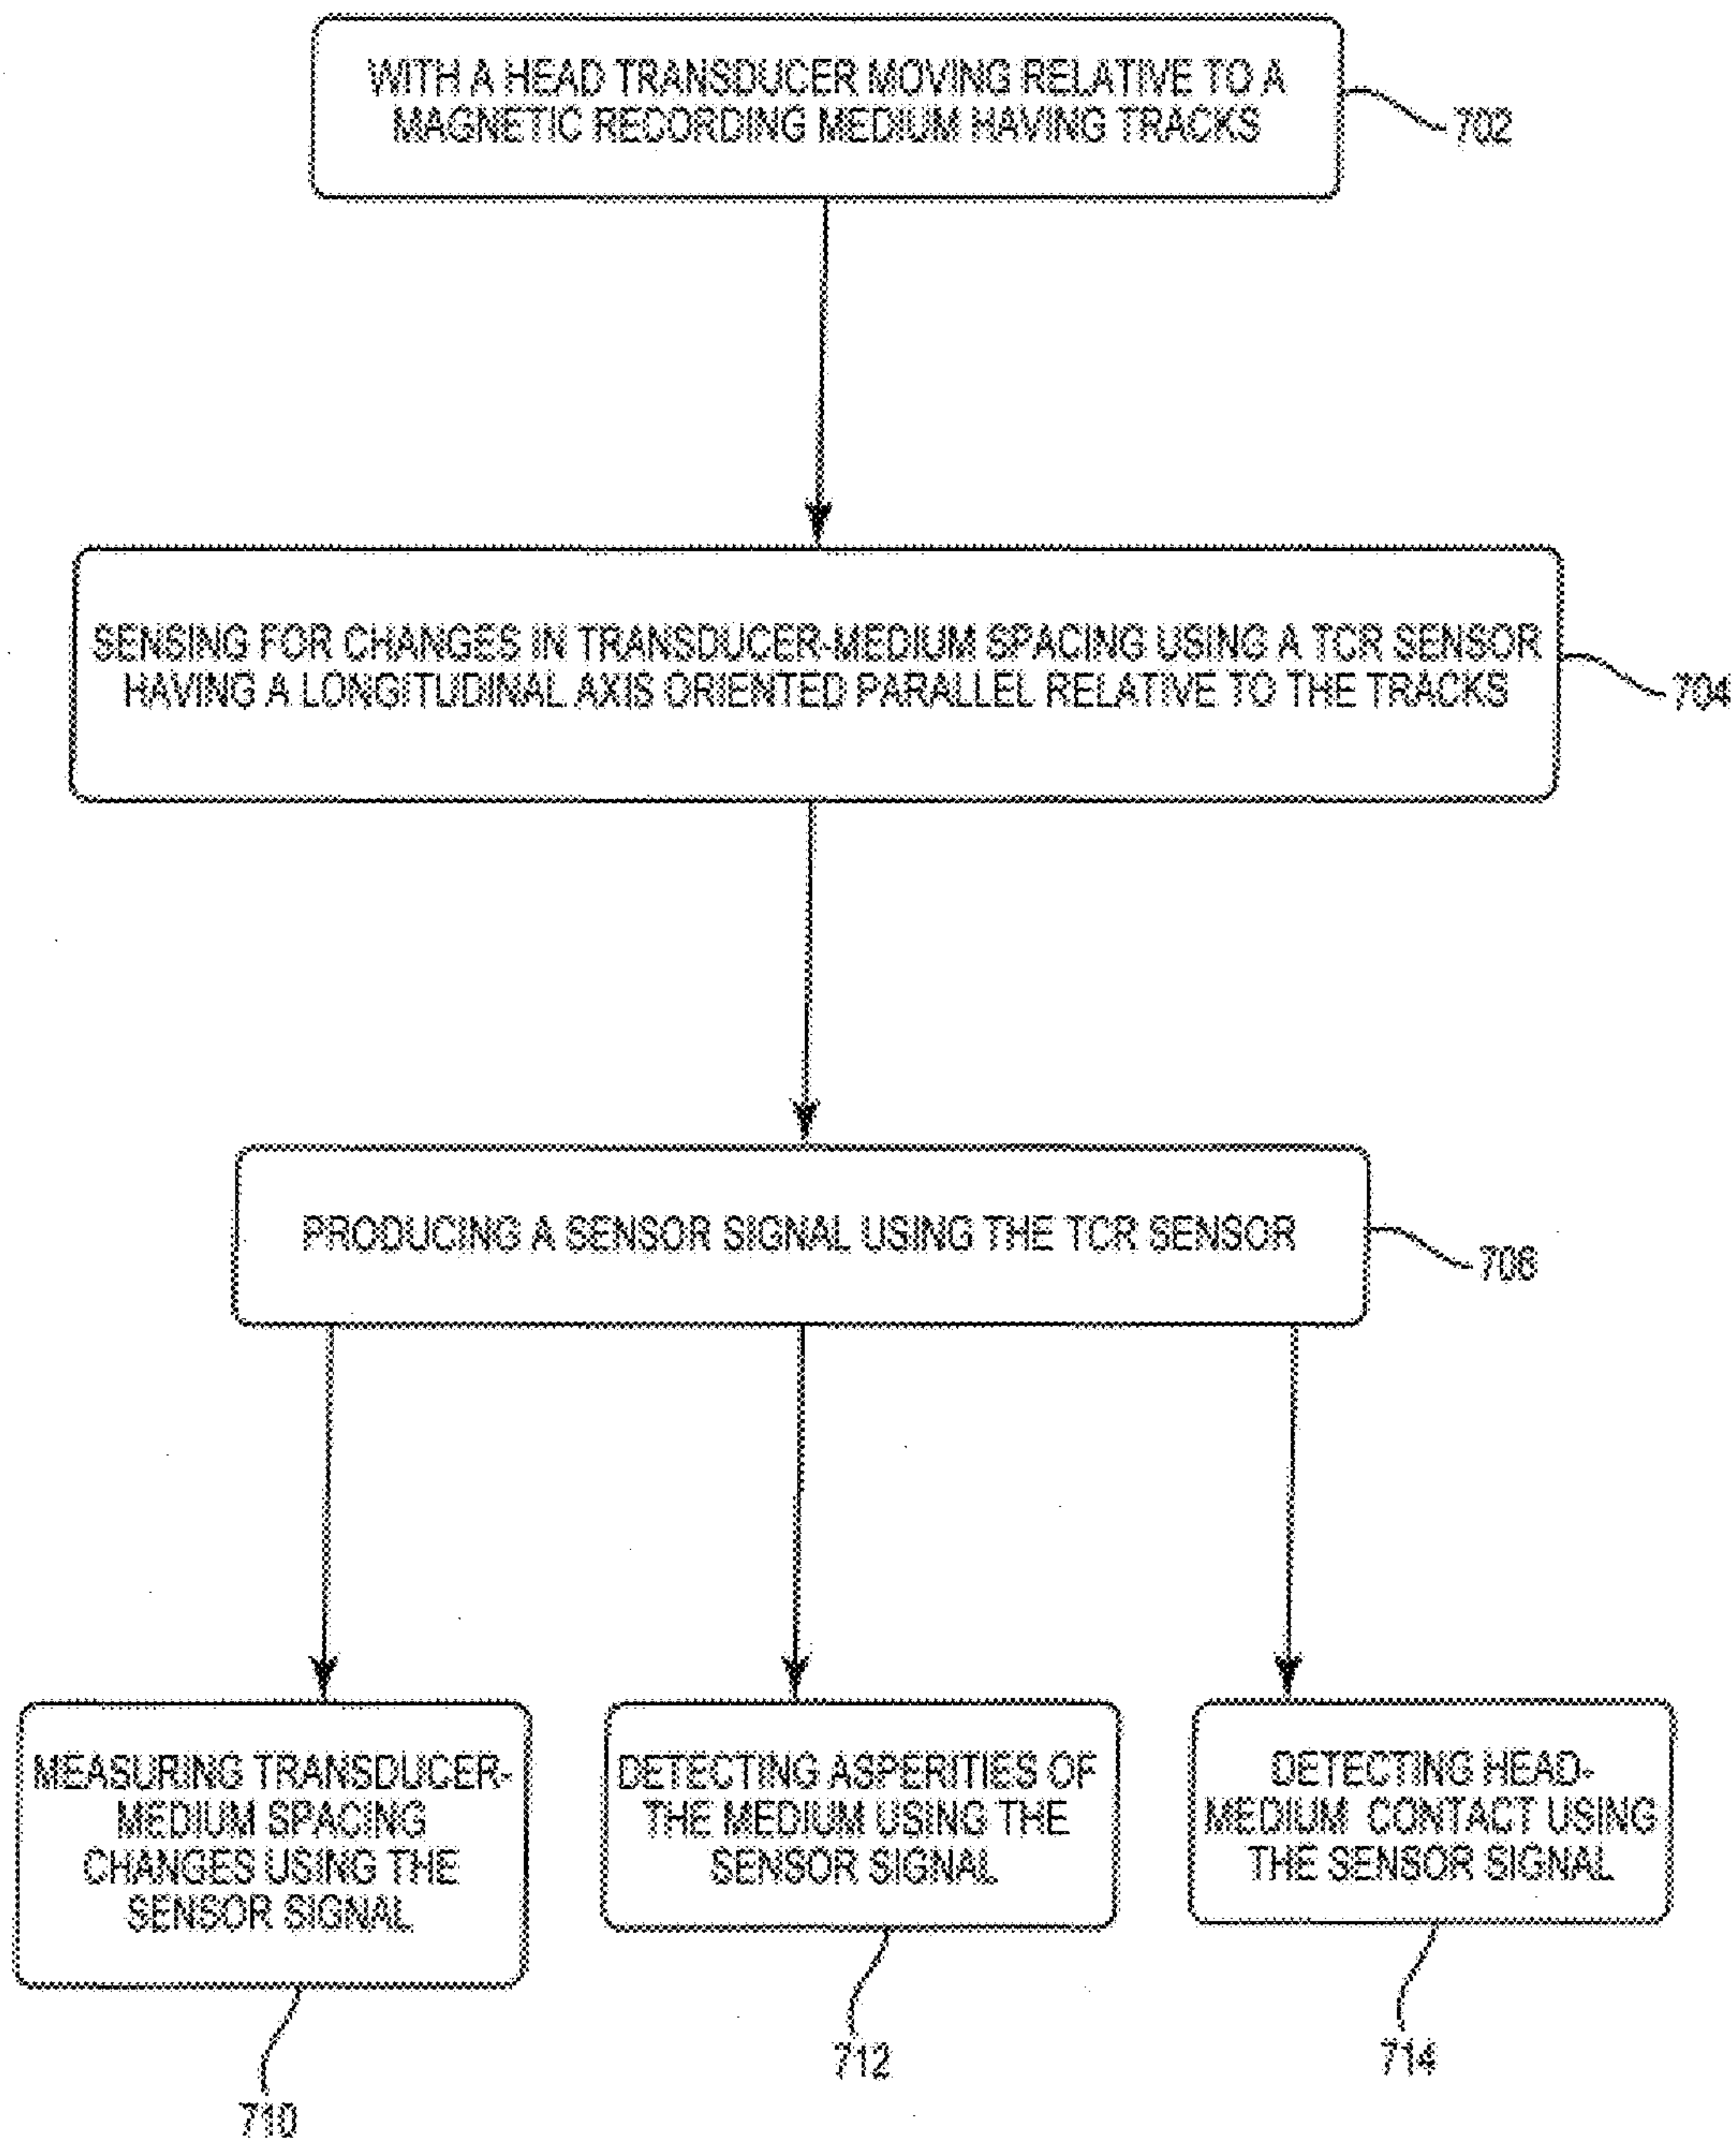 WITH A HEAD TRANSDUCER MOVING RELATIVE TO A
MAGNETIC RECORDING MEDIUM HAVING TRACKS
702
SENSING FOR CHANGES IN TRANSDUCER-MEDIUM SPACING USING A TCR SENSOR
HAVING A LONGITUDINAL AXIS ORIENTED PARALLEL RELATIVE TO THE TRACKS
704
PRODUCING A SENSOR SIGNAL USING THE TCR SENSOR
706
MEASURING TRANSDUCER-
MEDIUM SPACING
CHANGES USING THE
SENSOR SIGNAL
710
DETECTING ASPERITIES OF
THE MEDIUM USING THE
SENSOR SIGNAL
712
DETECTING HEAD-
MEDIUM CONTACT USING
THE SENSOR SIGNAL
714